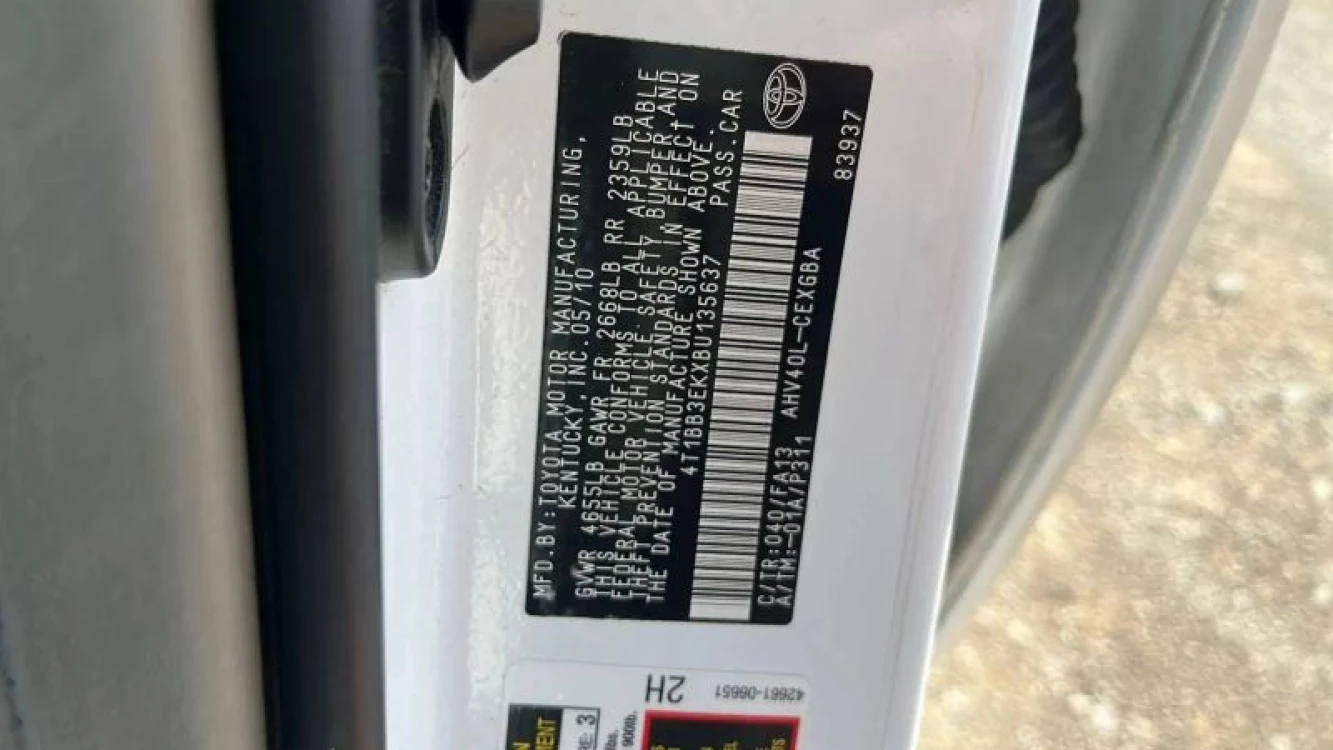 MFD.BY:TOYOTA MOTOR MANUFACTURING,
KENTUCKY,INC.05/10
GVWR 4655LB GAWR FR 2668LB RR 2359LB
THIS VEHICLE CONFORMS TO ALL APPLICABLE
FEDERAL MOTOR VEHICLE SAFETY,BUMPER,AND
THEFT PREVENTION STANDARDS IN EFFECT ON
THE DATE OF MANUFACTURE SHOWN ABOVE.
4T1BB3EKXBU135637 PASS.CAR
C/TR:040/FA13 AHV40L-CEXGBA
A/TM:-01A/P311 83937
2H
42661-06651
3
900lb.